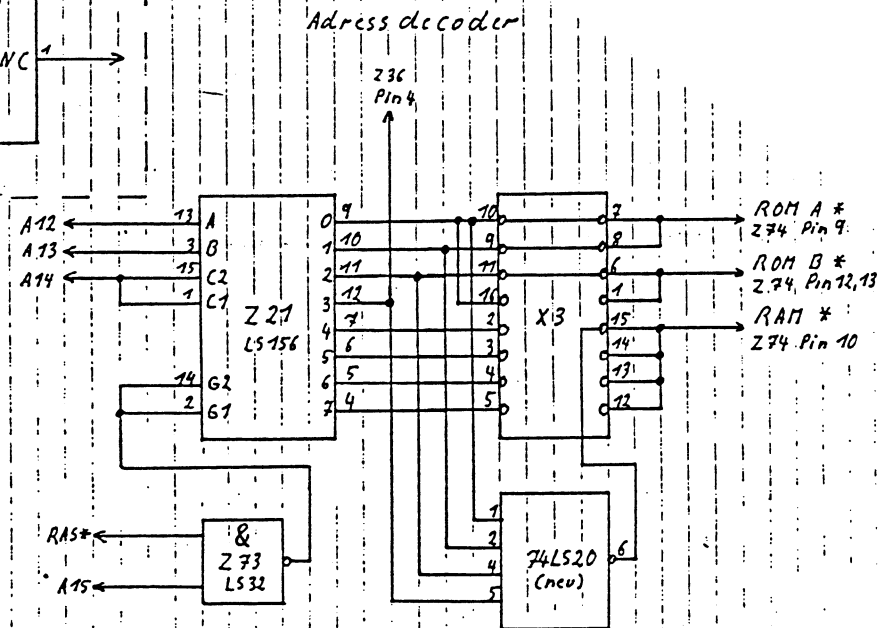 Adress decoder
NC 1
Z36
Pin 4
A12 13 A 0 9 10 7 ROM A *
Z74 Pin 9
A13 3 B 1 10 9 8
A14 15 C2 2 11 11 6 ROM B *
Z74, Pin 12,13
1 C1 3 12 16 1
Z21
LS156
X3
4 7 2 15 RAM *
Z74 Pin 10
5 6 3 14
14 G2 6 5 4 13
2 G1 7 4 5 12
RAS*
&
Z73
LS32
A15
1
2
4
5
74LS20
(neu)
6